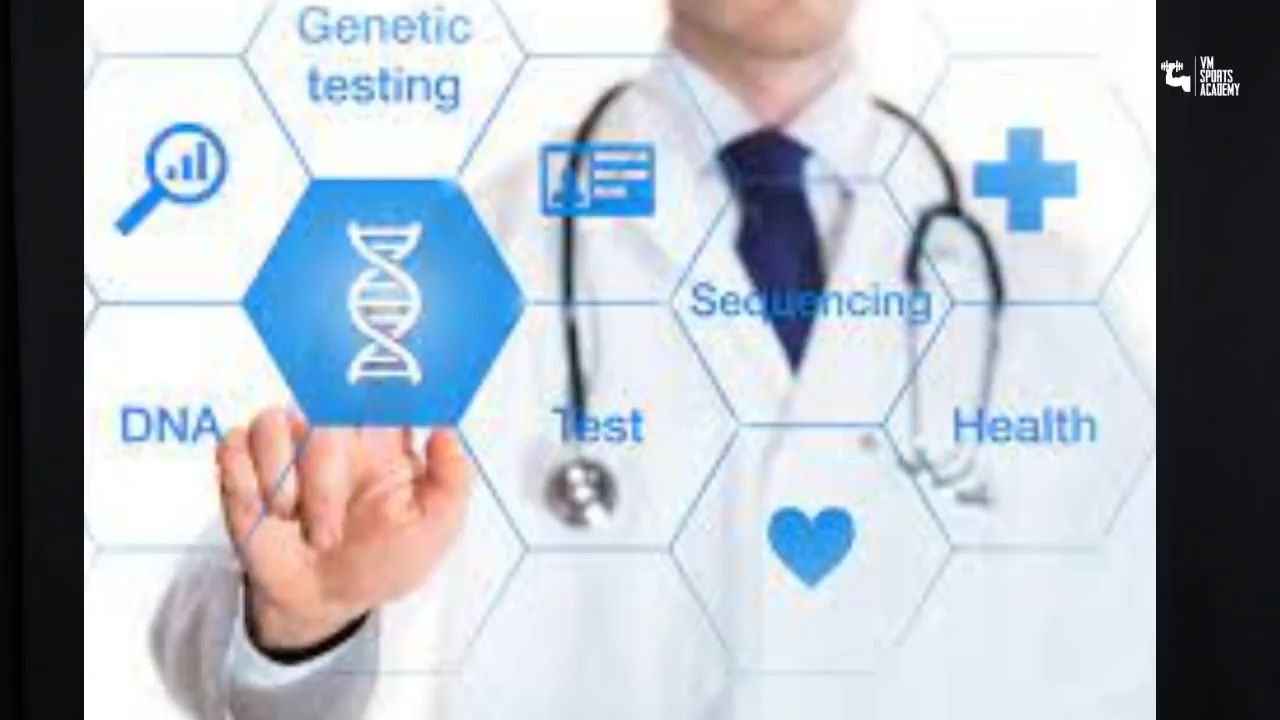 Genetic
testing
VM
SPORTS
ACADEMY
Sequencing
DNA
Test
Health